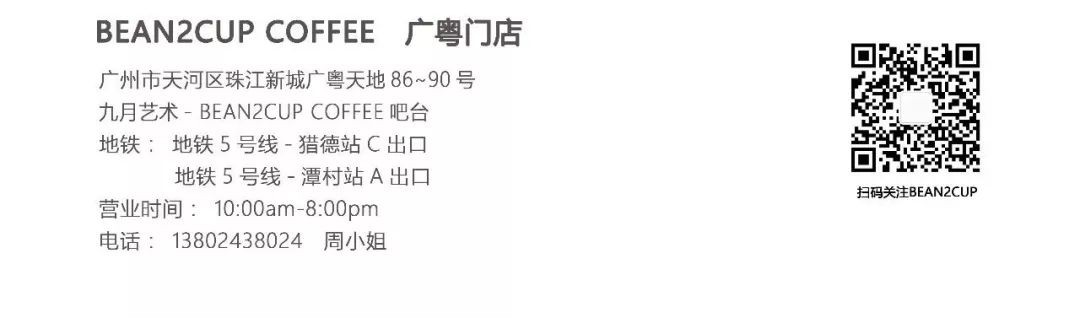 BEAN2CUP COFFEE 广粤门店
广州市天河区珠江新城广粤天地 86~90 号
九月艺术 - BEAN2CUP COFFEE 吧台
地铁： 地铁 5 号线 - 猎德站 C 出口
地铁 5 号线 - 潭村站 A 出口
营业时间： 10:00am-8:00pm
电话： 13802438024 周小姐
扫码关注BEAN2CUP